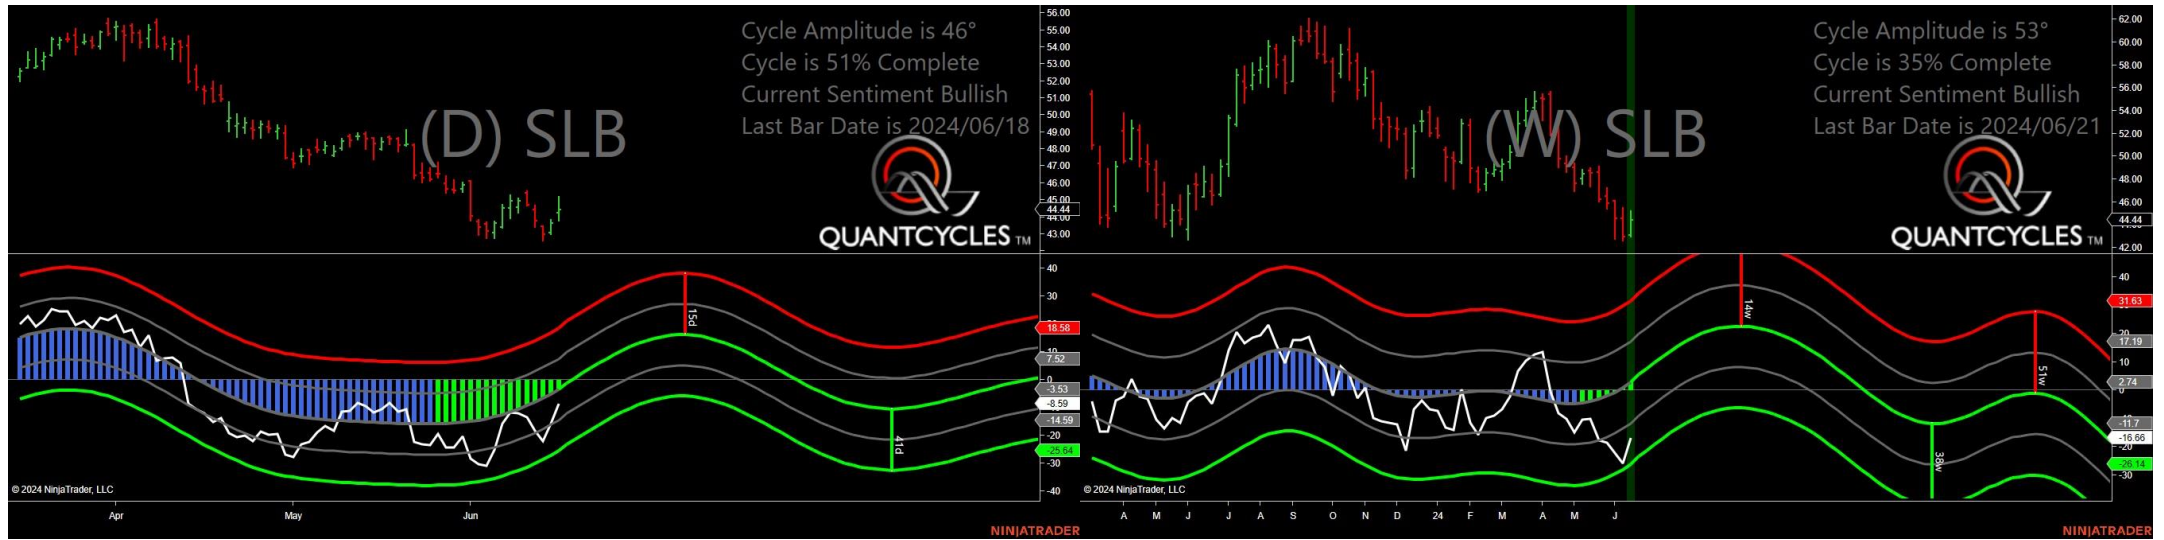 Cycle Amplitude is 46°
Cycle is 51% Complete
Current Sentiment Bullish
Last Bar Date is 2024/06/18
(D) SLB
QUANTCYCLES TM
56.00
55.00
54.00
53.00
52.00
51.00
50.00
49.00
48.00
47.00
46.00
45.00
44.44
44.00
43.00
40
30
18.58
10
7.52
0
-3.53
-8.59
-14.59
-20
-25.64
-30
-40
15d
41d
© 2024 NinjaTrader, LLC
Apr May Jun
NINJATRADER
Cycle Amplitude is 53°
Cycle is 35% Complete
Current Sentiment Bullish
Last Bar Date is 2024/06/21
(W) SLB
QUANTCYCLES TM
62.00
60.00
58.00
56.00
54.00
52.00
50.00
48.00
46.00
44.44
42.00
40
31.63
20
17.19
10
2.74
0
-11.7
-16.66
-20
-26.14
-30
14w
38w
51w
© 2024 NinjaTrader, LLC
A M J J A S O N D 24 F M A M J
NINJATRADER